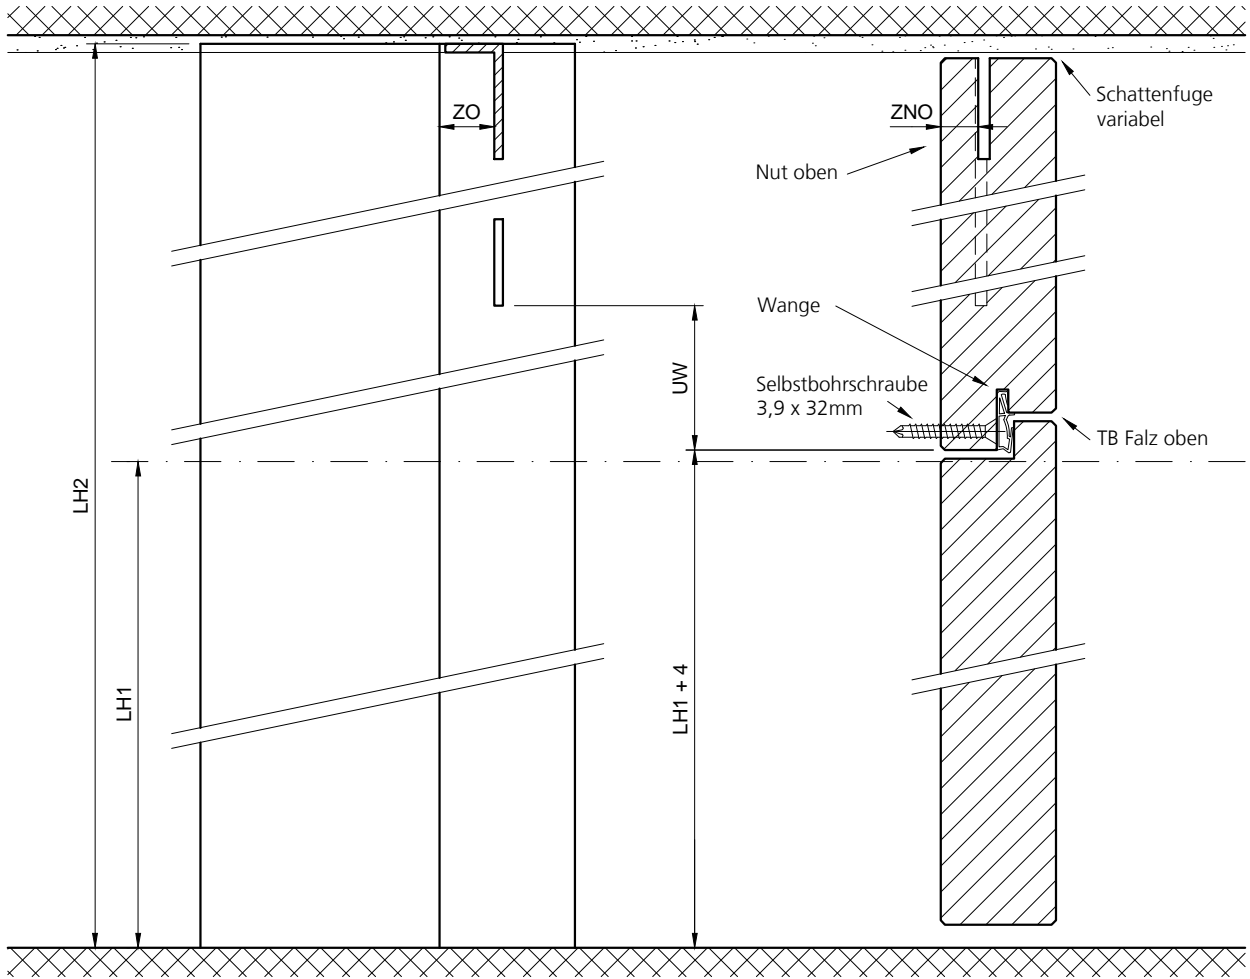 Schattenfuge
variabel
ZO
ZNO
Nut oben
Wange
UW
Selbstbohrschraube
3,9 x 32mm
TB Falz oben
LH2
LH1
LH1 + 4